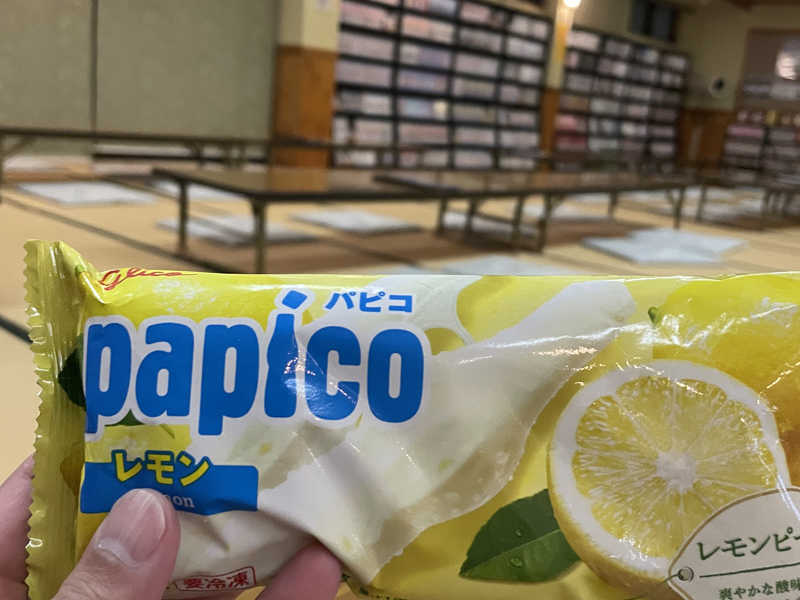 Glico
パピコ
papico
レモン
レモンピー
爽やかな酸味
要冷凍